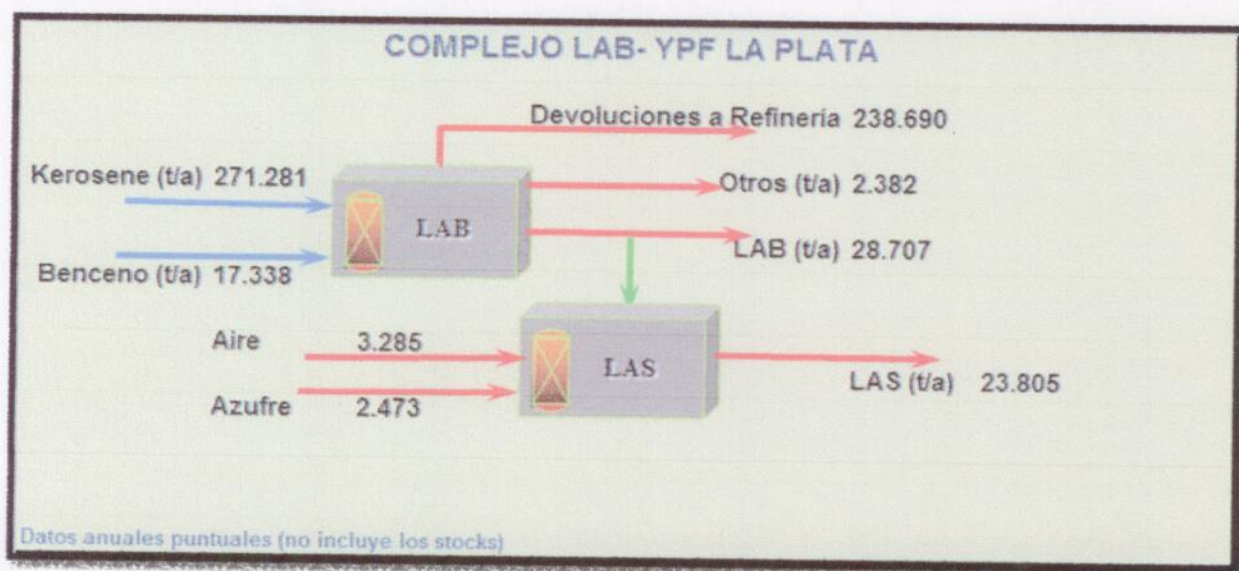 COMPLEJO LAB- YPF LA PLATA
Devoluciones a Refinería 238.690
Kerosene (t/a) 271.281
Otros (t/a) 2.382
LAB
LAB (t/a) 28.707
Benceno (t/a) 17.338
Aire 3.285
LAS
LAS (t/a) 23.805
Azufre 2.473
Datos anuales puntuales (no incluye los stocks)